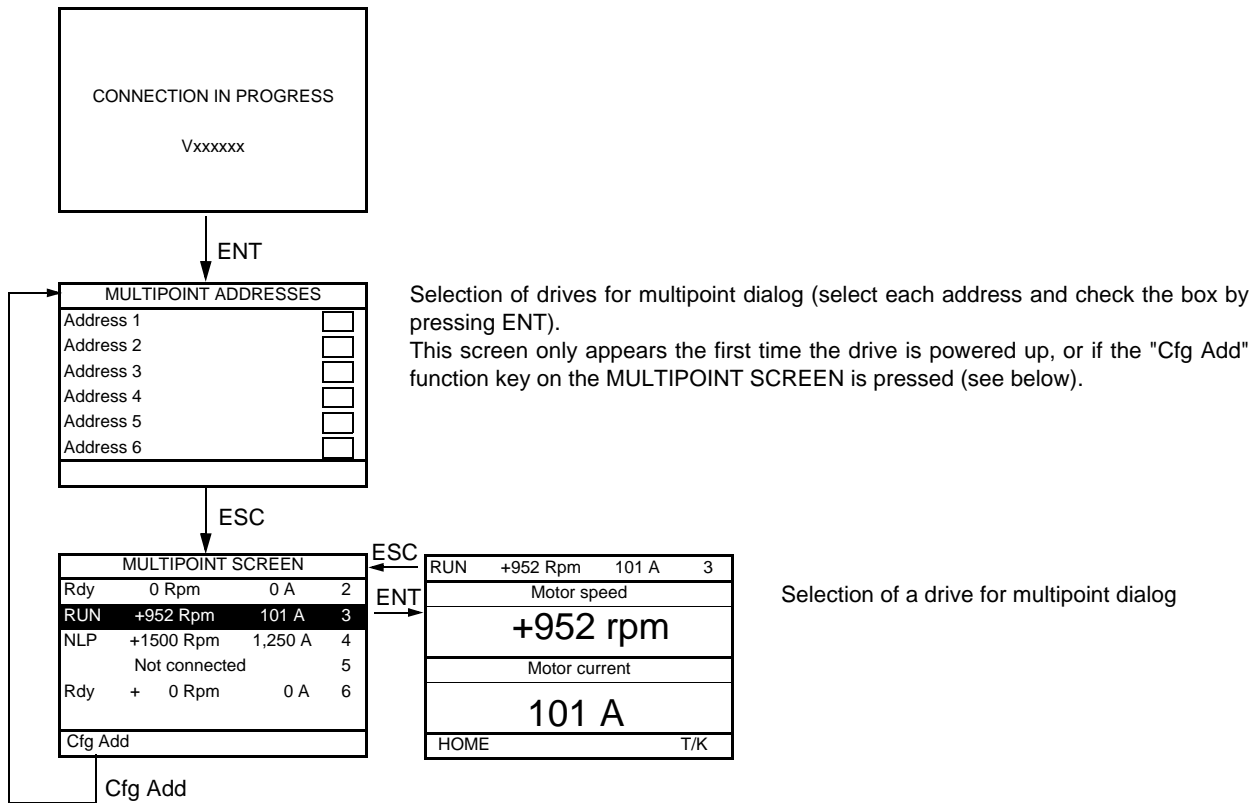 CONNECTION IN PROGRESS
Vxxxxxx
ENT
MULTIPOINT ADDRESSES
Address 1
Address 2
Address 3
Address 4
Address 5
Address 6
Selection of drives for multipoint dialog (select each address and check the box by
pressing ENT).
This screen only appears the first time the drive is powered up, or if the "Cfg Add"
function key on the MULTIPOINT SCREEN is pressed (see below).
ESC
MULTIPOINT SCREEN
Rdy 0 Rpm 0 A 2
RUN +952 Rpm 101 A 3
NLP +1500 Rpm 1,250 A 4
Not connected 5
Rdy + 0 Rpm 0 A 6
Cfg Add
ESC
ENT
RUN +952 Rpm 101 A 3
Motor speed
+952 rpm
Motor current
101 A
HOME T/K
Selection of a drive for multipoint dialog
Cfg Add